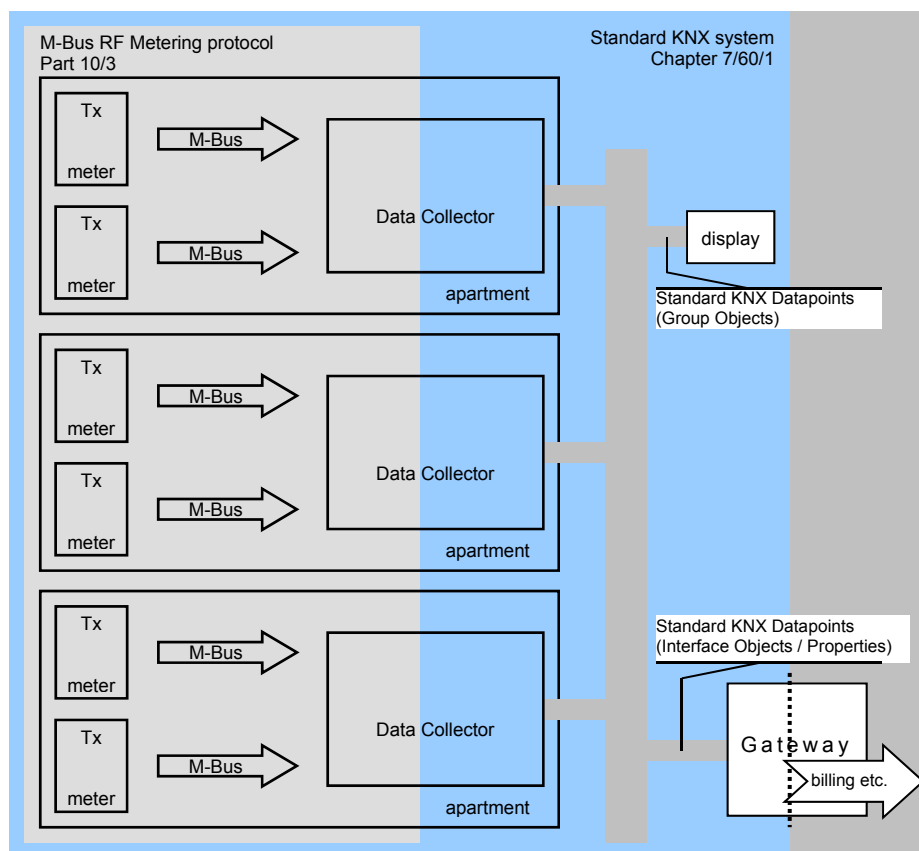 M-Bus RF Metering protocol
Part 10/3
Standard KNX system
Chapter 7/60/1
Tx
meter
M-Bus
Tx
meter
M-Bus
Data Collector
apartment
display
Standard KNX Datapoints
(Group Objects)
Tx
meter
M-Bus
Tx
meter
M-Bus
Data Collector
apartment
Tx
meter
M-Bus
Tx
meter
M-Bus
Data Collector
apartment
Standard KNX Datapoints
(Interface Objects / Properties)
Gateway
billing etc.